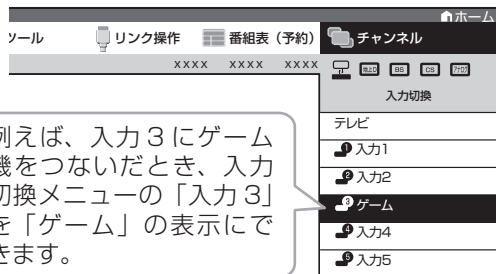 ホーム
ツール リンク操作 番組表(予約) チャンネル
xxxx xxxx xxxx
地上D BS CS アナログ
入力切換
テレビ
1 入力1
2 入力2
3 ゲーム
4 入力4
5 入力5
例えば、入力3にゲーム
機をつないだとき、入力
切換メニューの「入力3」
を「ゲーム」の表示にで
きます。